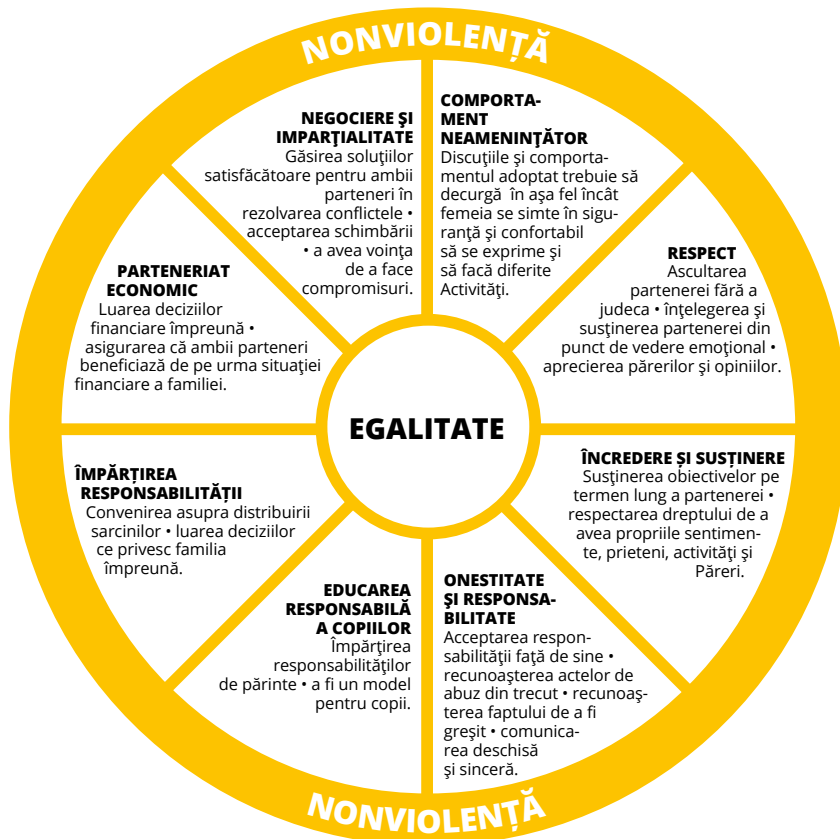 NONVIOLENȚĂ
NEGOCIERE ŞI
IMPARŢIALITATE
Găsirea soluţiilor
satisfăcătoare pentru ambii
parteneri în
rezolvarea conflictele •
acceptarea schimbării
• a avea voinţa
de a face
compromisuri.
COMPORTA-
MENT
NEAMENINŢĂTOR
Discuţiile şi comporta-
mentul adoptat trebuie să
decurgă în aşa fel încât
femeia se simte în sigu-
ranţă şi confortabil
să se exprime şi
să facă diferite
Activităţi.
RESPECT
Ascultarea
partenerei fără a
judeca • înţelegerea şi
susţinerea partenerei din
punct de vedere emoţional •
aprecierea părerilor şi opiniilor.
PARTENERIAT
ECONOMIC
Luarea deciziilor
financiare împreună •
asigurarea că ambii parteneri
beneficiază de pe urma situaţiei
financiare a familiei.
EGALITATE
ÎNCREDERE ȘI SUSȚINERE
Susţinerea obiectivelor pe
termen lung a partenerei •
respectarea dreptului de a
avea propriile sentimen-
te, prieteni, activităţi şi
Păreri.
ÎMPĂRȚIREA
RESPONSABILITĂȚII
Convenirea asupra distribuirii
sarcinilor • luarea deciziilor
ce privesc familia
împreună.
EDUCAREA
RESPONSABILĂ
A COPIILOR
Împărţirea
responsabilităţilor
de părinte • a fi un model
pentru copii.
ONESTITATE
ŞI RESPONSA-
BILITATE
Acceptarea respon-
sabilităţii faţă de sine •
recunoaşterea actelor de
abuz din trecut • recunoaş-
terea faptului de a fi
greşit • comunica-
rea deschisă
şi sinceră.
NONVIOLENȚĂ